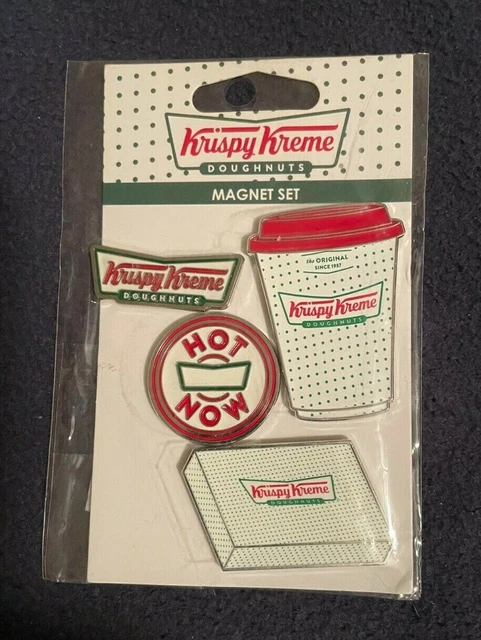 Krispy Kreme
DOUGHNUTS
MAGNET SET
Krispy Kreme
DOUGHNUTS
the ORIGINAL
SINCE 1937
Krispy Kreme
DOUGHNUTS
HOT
NOW
Krispy Kreme
DOUGHNUTS